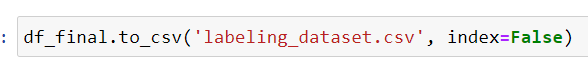 : df_final.to_csv('labeling_dataset.csv', index=False)